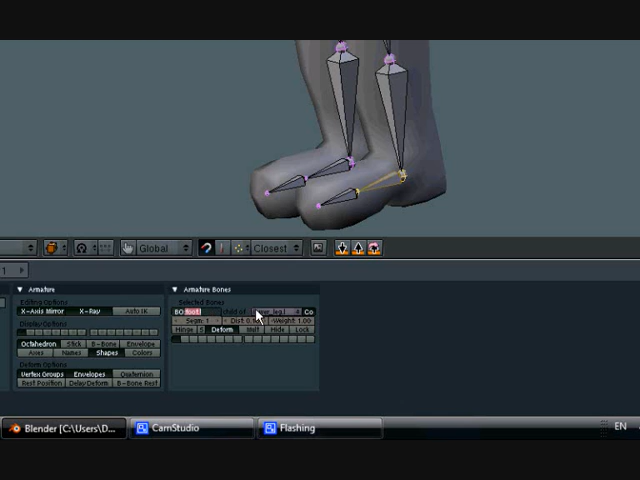 Global
Closest
1
Armature
Armature Bones
Editing Options
Selected Bones
X-Axis Mirror X-Ray Auto IK
BO: child of Co
Display Options
Segm: 1 Weight: 1.00
Hinge S Deform Mult Hide Lock
Octahedron Stick B-Bone Envelope
Axes Names Shapes Colors
Deform Options
Vertex Groups Envelopes Quaternion
Rest Position Delay Deform B-Bone Rest
Blender [C:\Users\D...
CamStudio
Flashing
EN